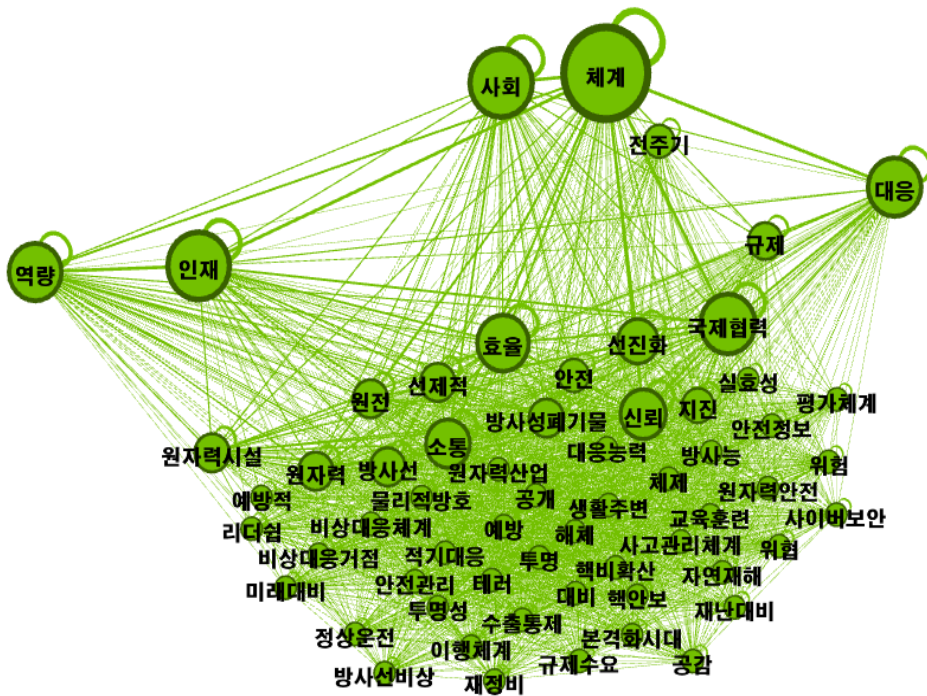 사회
체계
전주기
대응
규제
역량
인재
국제협력
효율
선진화
안전
선제적
실효성
원전
평가체계
방사성폐기물
신뢰
지진
안전정보
소통
대응능력
방사능
원자력시설
원자력
방사선
원자력산업
체제
위험
원자력안전
예방적
물리적방호
공개
생활주변
리더쉽
비상대응체계
예방
해체
교육훈련
사이버보안
비상대응거점
적기대응
투명
사고관리체계
위협
핵비확산
자연재해
미래대비
안전관리
테러
대비
핵안보
재난대비
투명성
수출통제
정상운전
이행체계
본격화시대
방사선비상
재정비
규제수요
공감